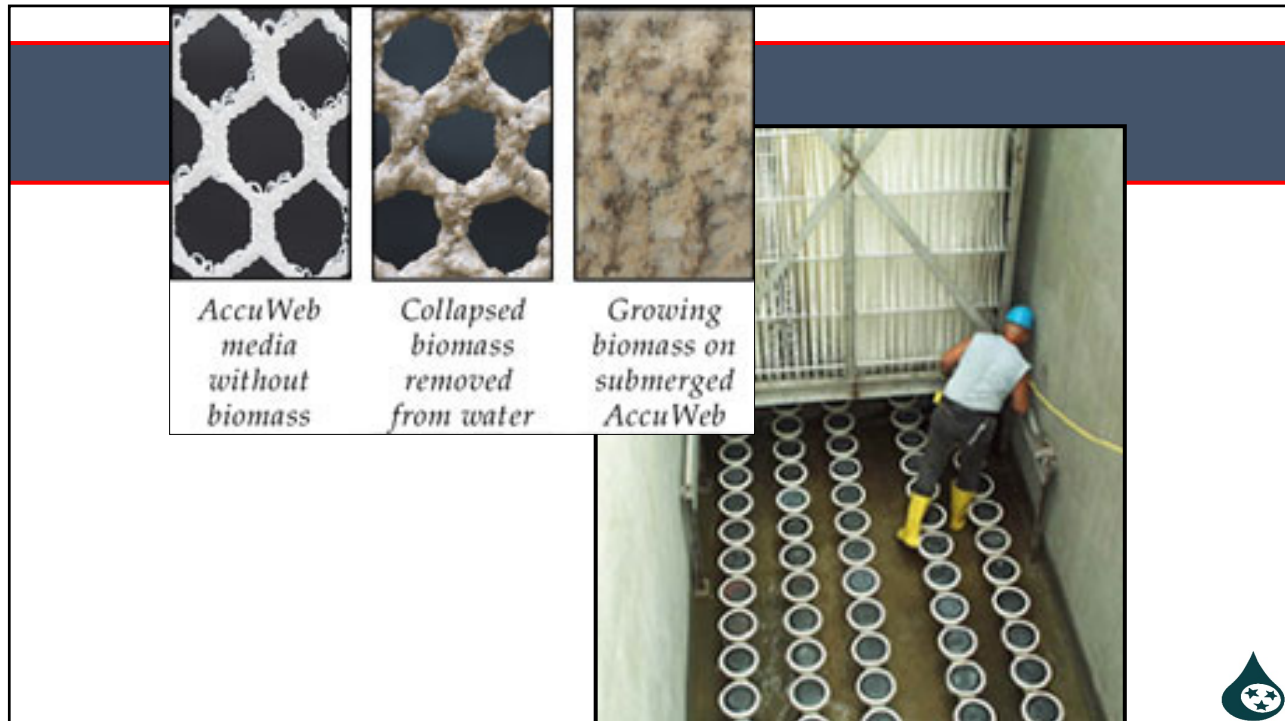 AccuWeb
media
without
biomass
Collapsed
biomass
removed
from water
Growing
biomass on
submerged
AccuWeb